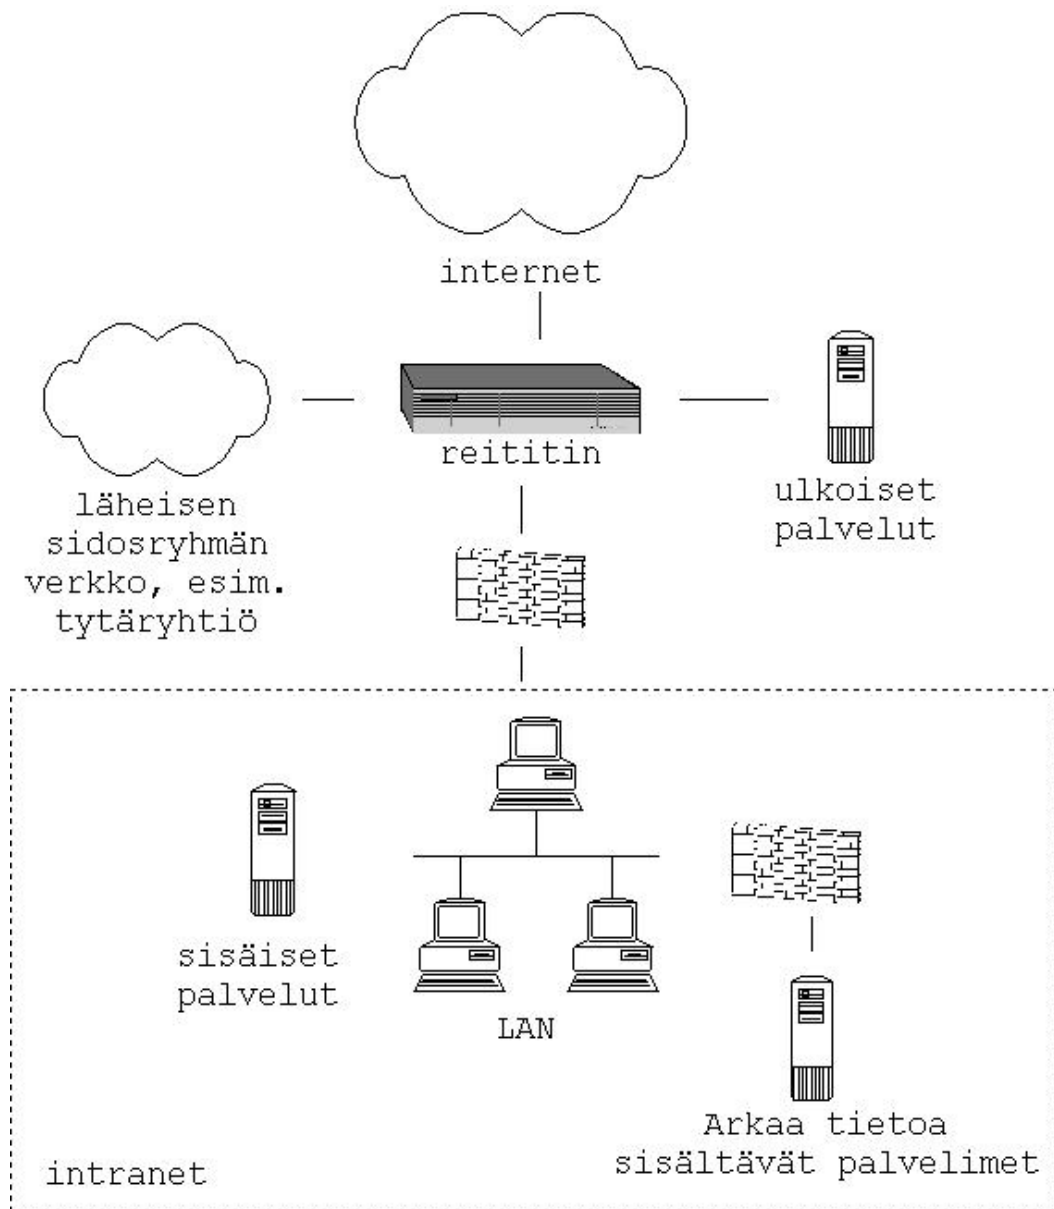 internet
reititin
ulkoiset
palvelut
läheisen
sidosryhmän
verkko, esim.
tytäryhtiö
sisäiset
palvelut
LAN
Arkaa tietoa
sisältävät palvelimet
intranet